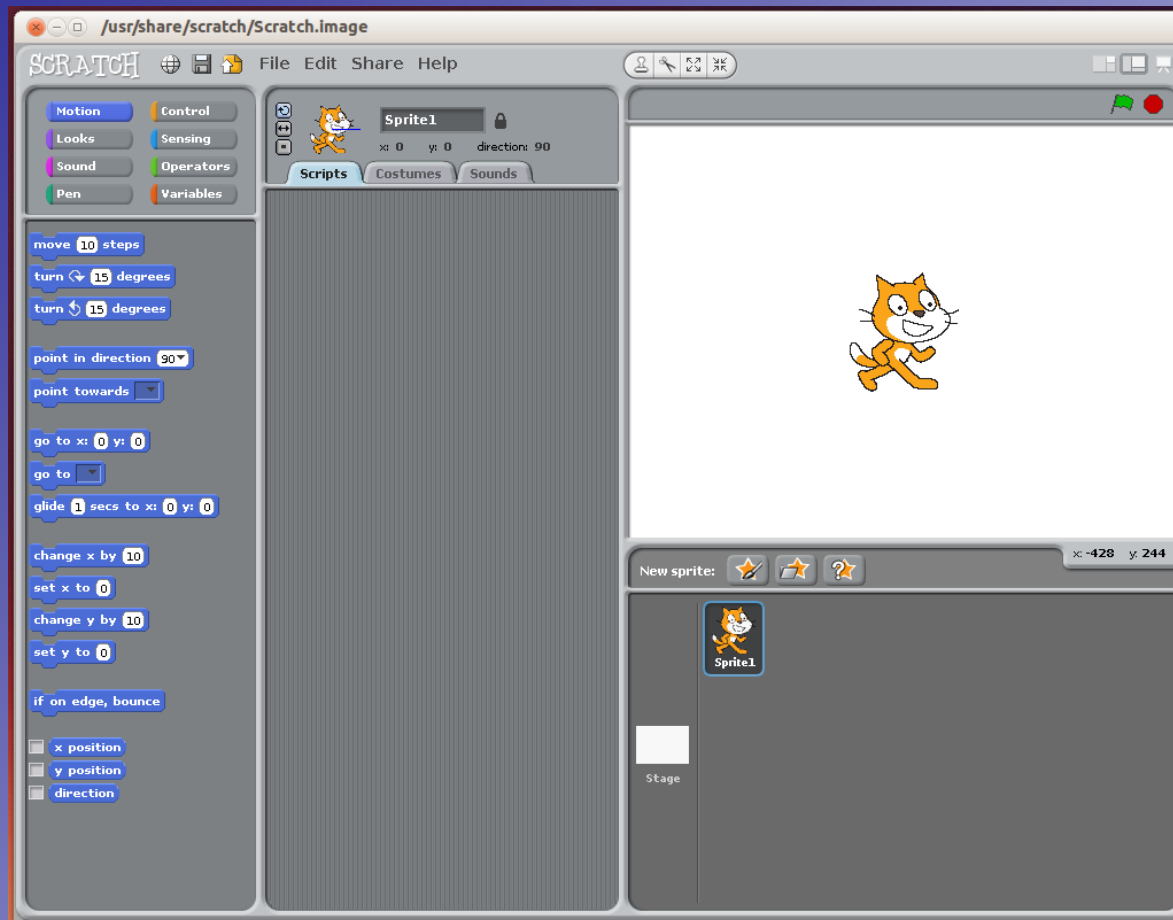 /usr/share/scratch/Scratch.image
SCRATCH File Edit Share Help
Motion Control
Looks Sensing
Sound Operators
Pen Variables
Sprite1
x: 0 y: 0 direction: 90
Scripts Costumes Sounds
move 10 steps
turn 15 degrees
turn 15 degrees
point in direction 90
point towards
go to x: 0 y: 0
go to
glide 1 secs to x: 0 y: 0
change x by 10
set x to 0
change y by 10
set y to 0
if on edge, bounce
x position
y position
direction
x: -428 y: 244
New sprite:
Sprite1
Stage